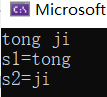 Microsoft
tong ji
s1=tong
s2=ji